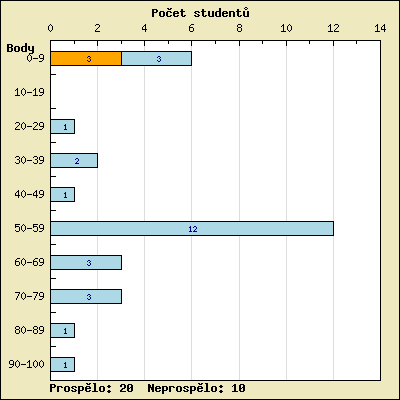 Počet studentů
0 2 4 6 8 10 12 14
Body
0-9 3 3
10-19
20-29 1
30-39 2
40-49 1
50-59 12
60-69 3
70-79 3
80-89 1
90-100 1
Prospělo: 20 Neprospělo: 10